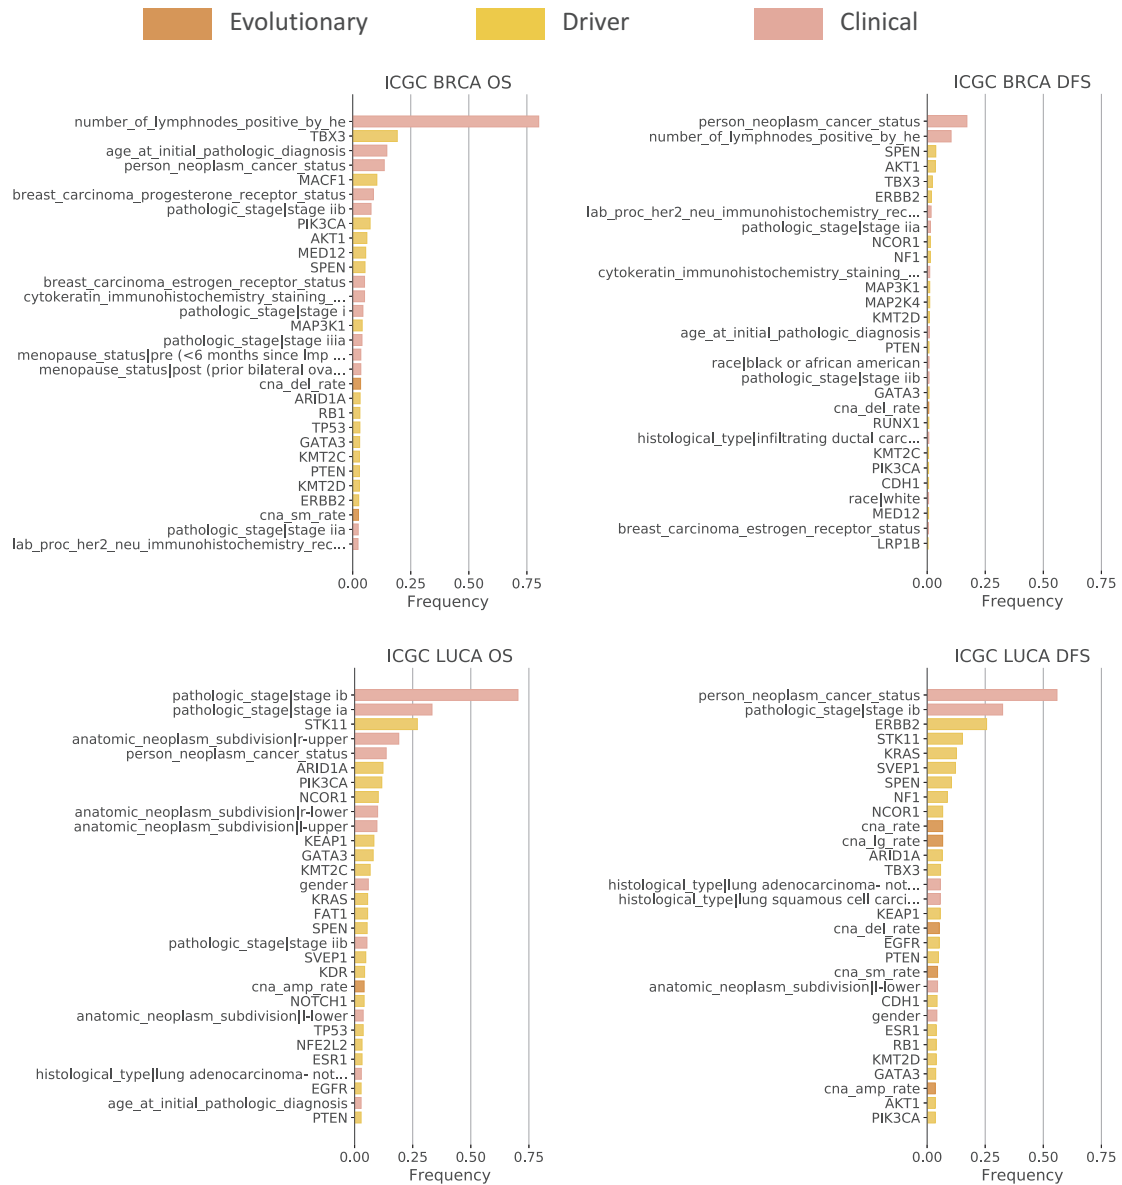 Evolutionary
Driver
Clinical
ICGC BRCA OS
number_of_lymphnodes_positive_by_he
TBX3
age_at_initial_pathologic_diagnosis
person_neoplasm_cancer_status
MACF1
breast_carcinoma_progesterone_receptor_status
pathologic_stage|stage iib
PIK3CA
AKT1
MED12
SPEN
breast_carcinoma_estrogen_receptor_status
cytokeratin_immunohistochemistry_staining_...
pathologic_stage|stage i
MAP3K1
pathologic_stage|stage iiia
menopause_status|pre (<6 months since lmp ...
menopause_status|post (prior bilateral ova...
cna_del_rate
ARID1A
RB1
TP53
GATA3
KMT2C
PTEN
KMT2D
ERBB2
cna_sm_rate
pathologic_stage|stage iia
lab_proc_her2_neu_immunohistochemistry_rec...
0.00 0.25 0.50 0.75
Frequency
ICGC BRCA DFS
person_neoplasm_cancer_status
number_of_lymphnodes_positive_by_he
SPEN
AKT1
TBX3
ERBB2
lab_proc_her2_neu_immunohistochemistry_rec...
pathologic_stage|stage iia
NCOR1
NF1
cytokeratin_immunohistochemistry_staining_...
MAP3K1
MAP2K4
KMT2D
age_at_initial_pathologic_diagnosis
PTEN
race|black or african american
pathologic_stage|stage iib
GATA3
cna_del_rate
RUNX1
histological_type|infiltrating ductal carc...
KMT2C
PIK3CA
CDH1
race|white
MED12
breast_carcinoma_estrogen_receptor_status
LRP1B
0.00 0.25 0.50 0.75
Frequency
ICGC LUCA OS
pathologic_stage|stage ib
pathologic_stage|stage ia
STK11
anatomic_neoplasm_subdivision|r-upper
person_neoplasm_cancer_status
ARID1A
PIK3CA
NCOR1
anatomic_neoplasm_subdivision|r-lower
anatomic_neoplasm_subdivision|l-upper
KEAP1
GATA3
KMT2C
gender
KRAS
FAT1
SPEN
pathologic_stage|stage iib
SVEP1
KDR
cna_amp_rate
NOTCH1
anatomic_neoplasm_subdivision|l-lower
TP53
NFE2L2
ESR1
histological_type|lung adenocarcinoma- not...
EGFR
age_at_initial_pathologic_diagnosis
PTEN
0.00 0.25 0.50 0.75
Frequency
ICGC LUCA DFS
person_neoplasm_cancer_status
pathologic_stage|stage ib
ERBB2
STK11
KRAS
SVEP1
SPEN
NF1
NCOR1
cna_rate
cna_lg_rate
ARID1A
TBX3
histological_type|lung adenocarcinoma- not...
histological_type|lung squamous cell carci...
KEAP1
cna_del_rate
EGFR
PTEN
cna_sm_rate
anatomic_neoplasm_subdivision|l-lower
CDH1
gender
ESR1
RB1
KMT2D
GATA3
cna_amp_rate
AKT1
PIK3CA
0.00 0.25 0.50 0.75
Frequency